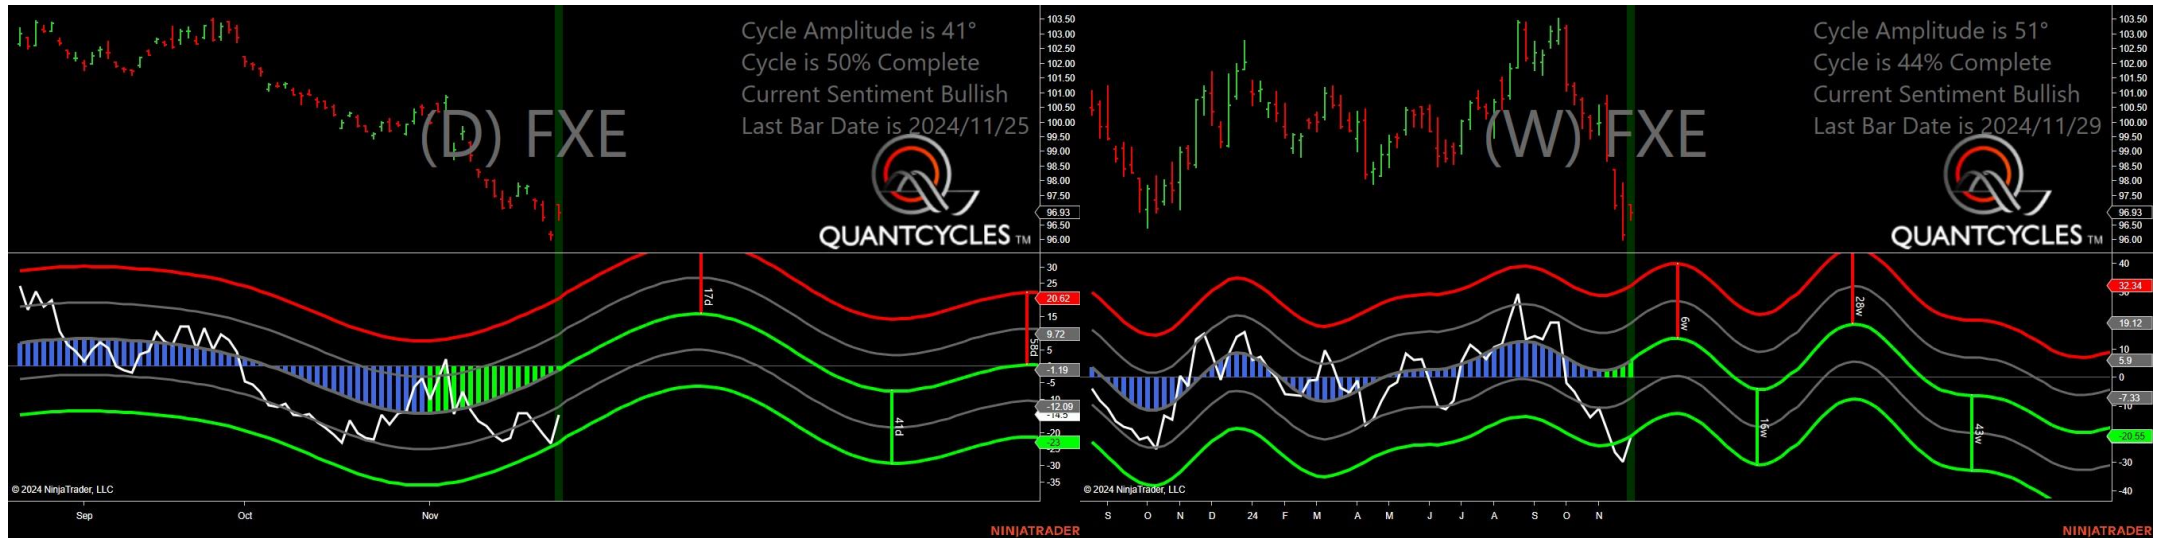 Cycle Amplitude is 41°
Cycle is 50% Complete
Current Sentiment Bullish
Last Bar Date is 2024/11/25
(D) FXE
QUANTCYCLES TM
103.50
103.00
102.50
102.00
101.50
101.00
100.50
100.00
99.50
99.00
98.50
98.00
97.50
96.93
96.50
96.00
30
25
20.62
15
9.72
5
-1.19
-5
-12.09
-14.5
-20
-23
-30
-35
17d
41d
58d
© 2024 NinjaTrader, LLC
Sep
Oct
Nov
NINJATRADER
Cycle Amplitude is 51°
Cycle is 44% Complete
Current Sentiment Bullish
Last Bar Date is 2024/11/29
(W) FXE
QUANTCYCLES TM
103.50
103.00
102.50
102.00
101.50
101.00
100.50
100.00
99.50
99.00
98.50
98.00
97.50
96.93
96.50
96.00
40
32.34
19.12
10
5.9
0
-7.33
-20.55
-30
-40
6w
16w
28w
43w
© 2024 NinjaTrader, LLC
S O N D 24 F M A M J J A S O N
NINJATRADER